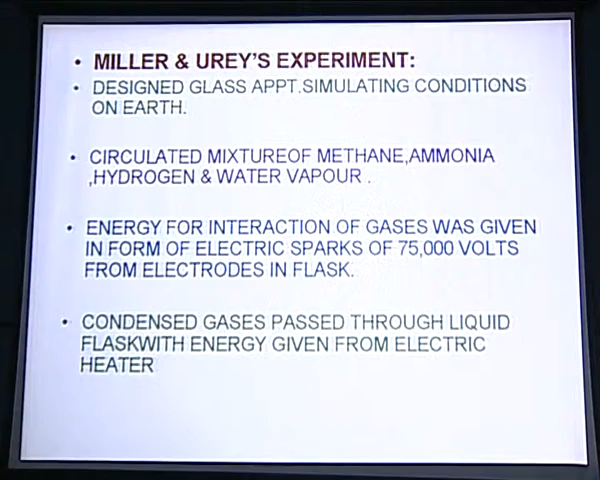 • MILLER & UREY'S EXPERIMENT:
• DESIGNED GLASS APPT.SIMULATING CONDITIONS
ON EARTH.
• CIRCULATED MIXTUREOF METHANE,AMMONIA
,HYDROGEN & WATER VAPOUR .
• ENERGY FOR INTERACTION OF GASES WAS GIVEN
IN FORM OF ELECTRIC SPARKS OF 75,000 VOLTS
FROM ELECTRODES IN FLASK.
• CONDENSED GASES PASSED THROUGH LIQUID
FLASKWITH ENERGY GIVEN FROM ELECTRIC
HEATER